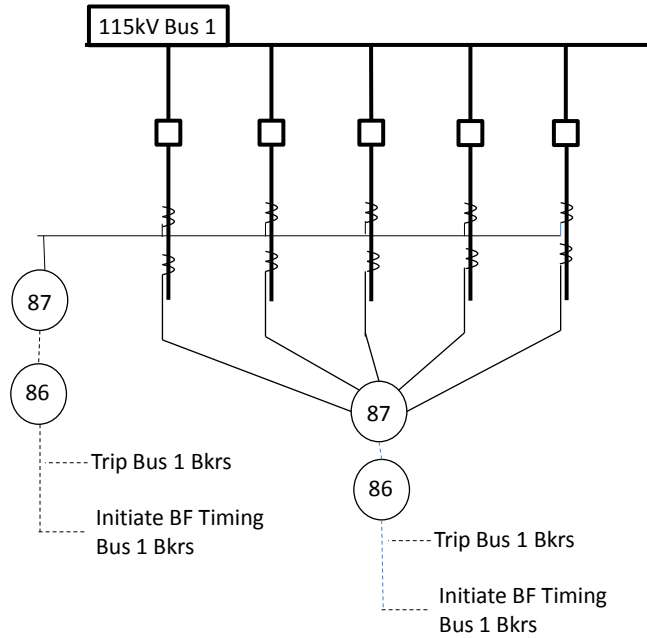 115kV Bus 1
87
86
Trip Bus 1 Bkrs
Initiate BF Timing
Bus 1 Bkrs
87
86
Trip Bus 1 Bkrs
Initiate BF Timing
Bus 1 Bkrs